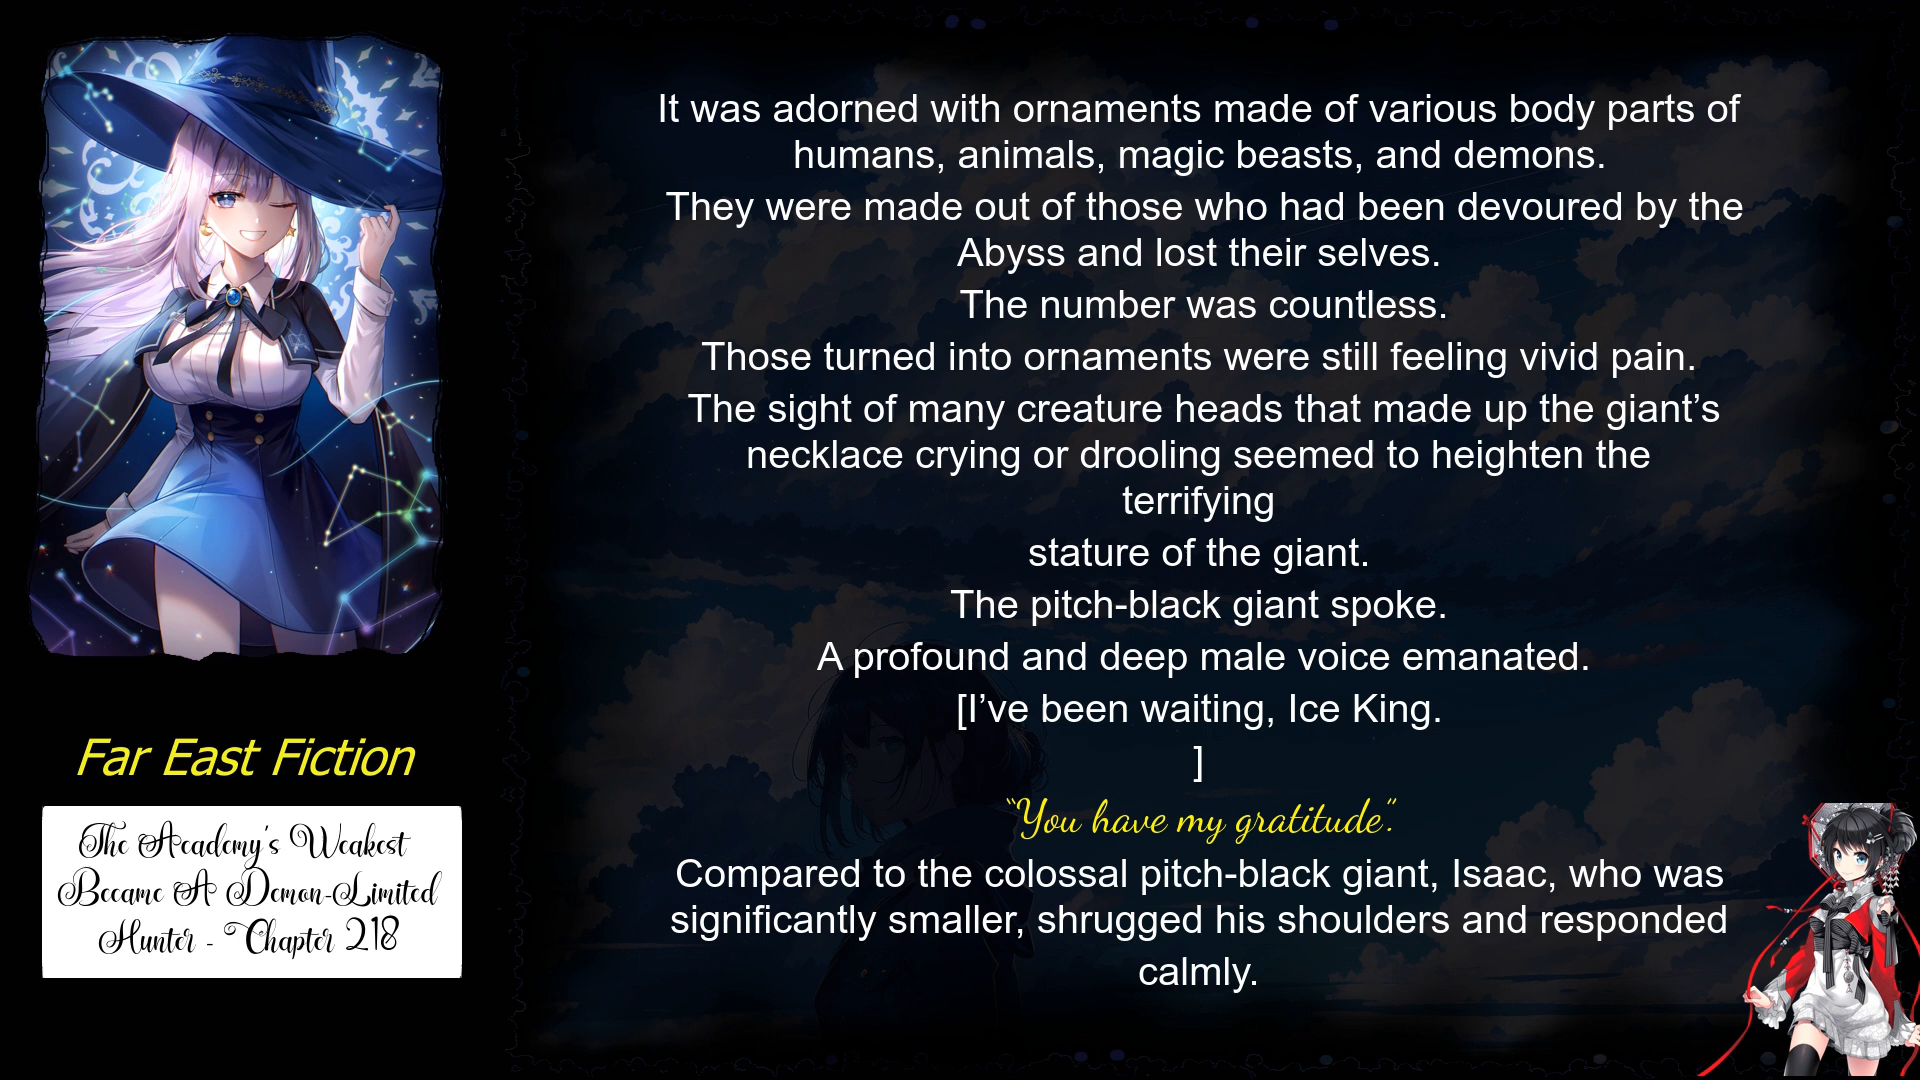 It was adorned with ornaments made of various body parts of
humans, animals, magic beasts, and demons.
They were made out of those who had been devoured by the
Abyss and lost their selves.
The number was countless.
Those turned into ornaments were still feeling vivid pain.
The sight of many creature heads that made up the giant’s
necklace crying or drooling seemed to heighten the
terrifying
stature of the giant.
The pitch-black giant spoke.
A profound and deep male voice emanated.
[I’ve been waiting, Ice King.
]
“You have my gratitude.”
Compared to the colossal pitch-black giant, Isaac, who was
significantly smaller, shrugged his shoulders and responded
calmly.
Far East Fiction
The Academy's Weakest
Became A Demon-Limited
Hunter - Chapter 218